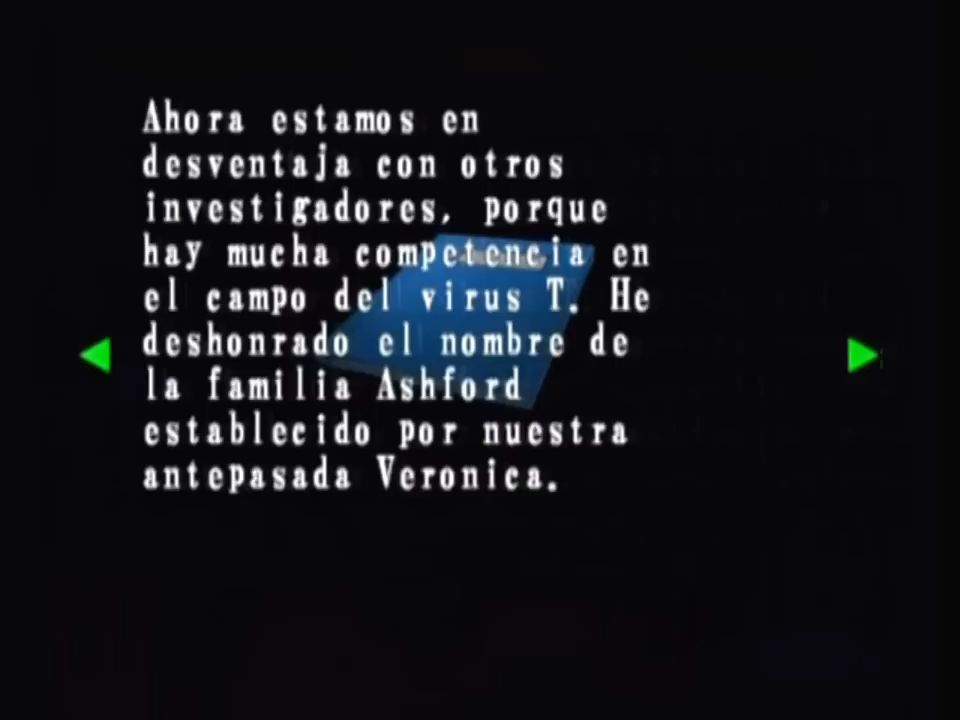 Ahora estamos en
desventaja con otros
investigadores, porque
hay mucha competencia en
el campo del virus T. He
deshonrado el nombre de
la familia Ashford
establecido por nuestra
antepasada Veronica.